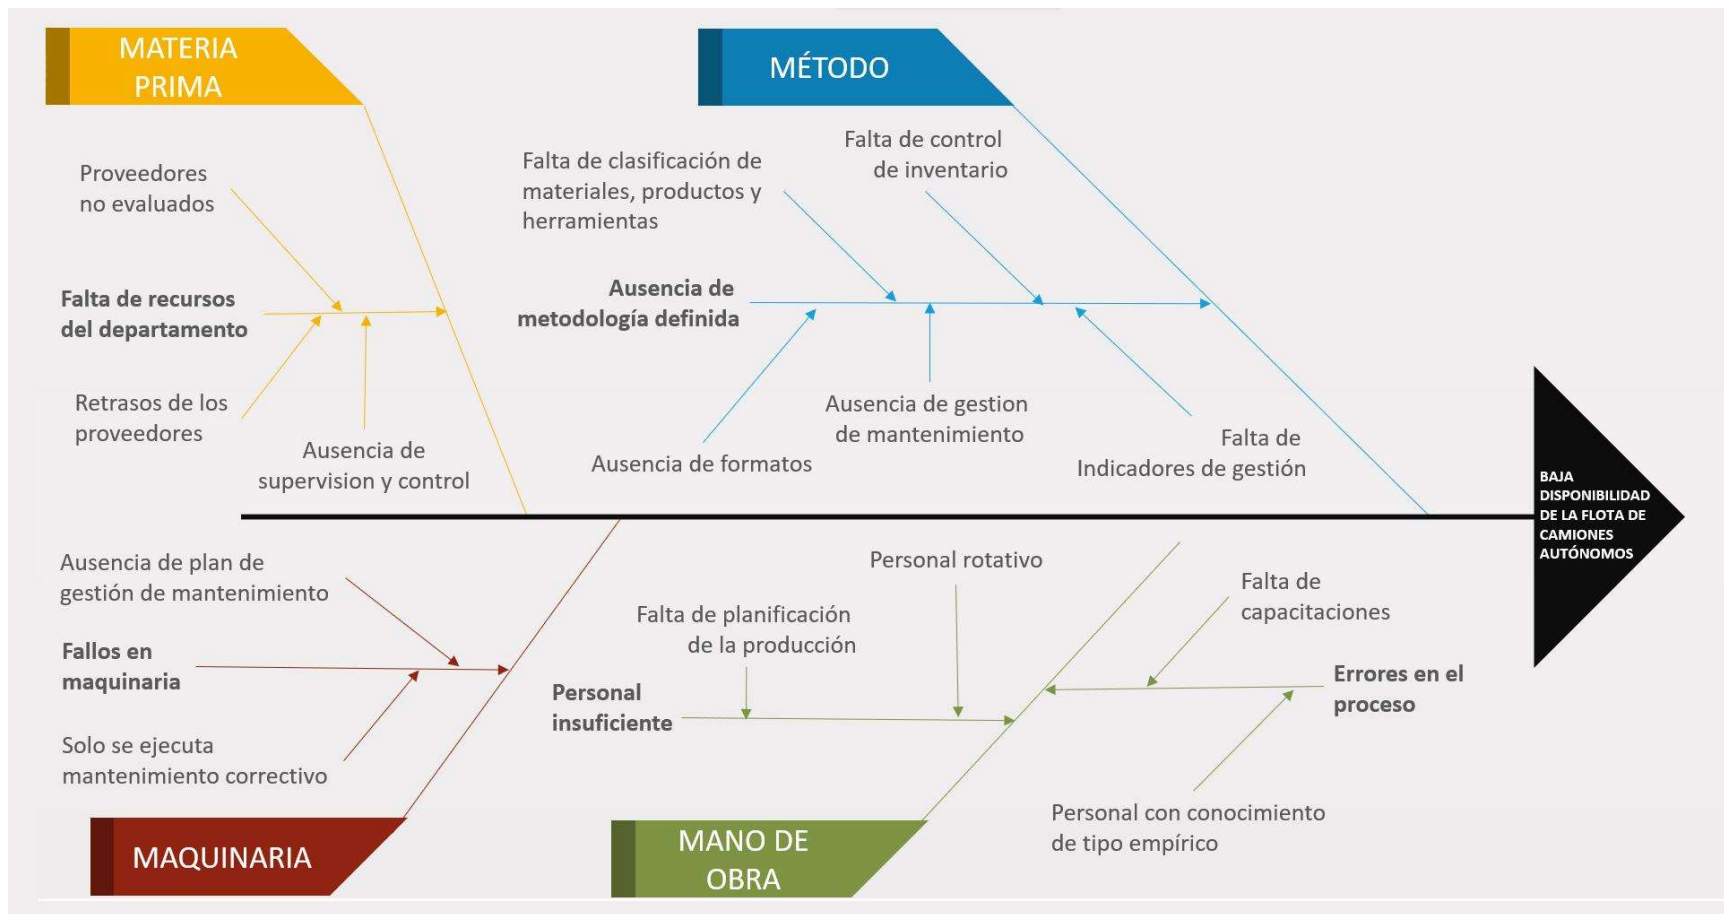 MATERIA
PRIMA
MÉTODO
Proveedores
no evaluados
Falta de clasificación de
materiales, productos y
herramientas
Falta de control
de inventario
Falta de recursos
del departamento
Ausencia de
metodología definida
Retrasos de los
proveedores
Ausencia de
supervision y control
Ausencia de formatos
Ausencia de gestion
de mantenimiento
Falta de
Indicadores de gestión
BAJA
DISPONIBILIDAD
DE LA FLOTA DE
CAMIONES
AUTÓNOMOS
Ausencia de plan de
gestión de mantenimiento
Fallos en
maquinaria
Solo se ejecuta
mantenimiento correctivo
Falta de planificación
de la producción
Personal rotativo
Personal
insuficiente
Falta de
capacitaciones
Errores en el
proceso
Personal con conocimiento
de tipo empírico
MAQUINARIA
MANO DE
OBRA